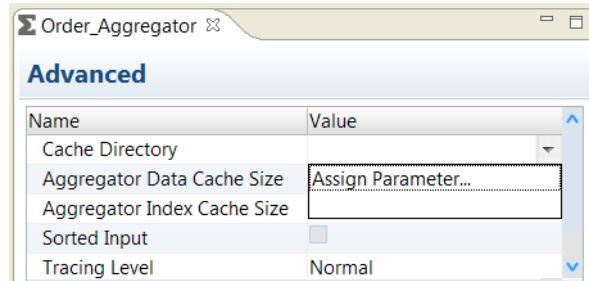 Order_Aggregator
Advanced
Name Value
Cache Directory
Aggregator Data Cache Size Assign Parameter...
Aggregator Index Cache Size
Sorted Input
Tracing Level Normal